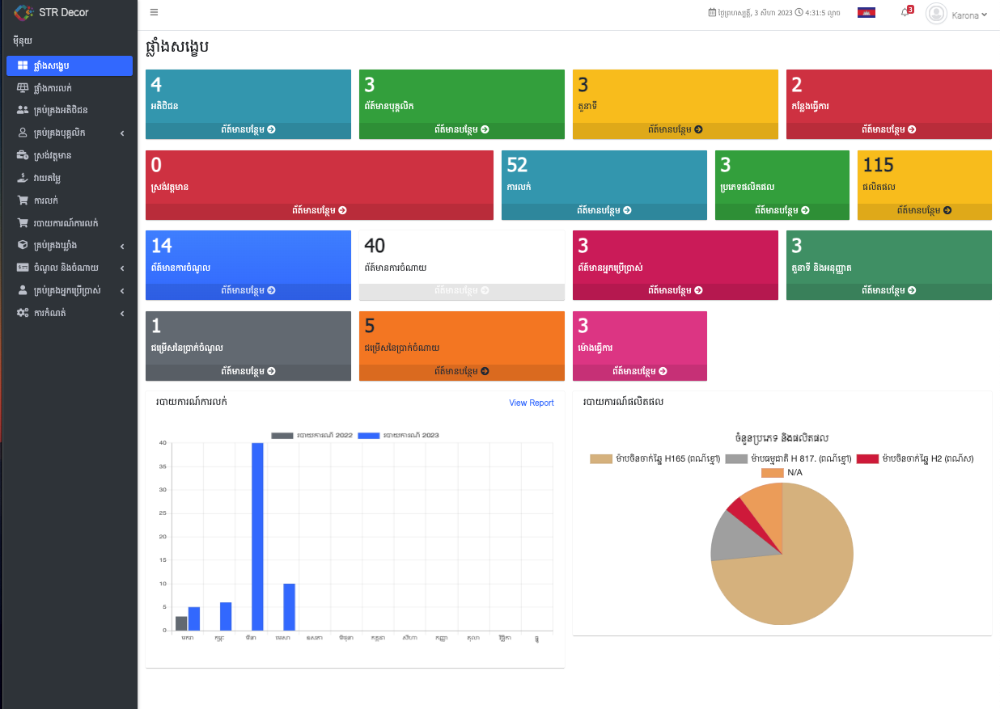 STR Decor
ថ្ងៃព្រហស្បត្តិ៍, 3 សីហា 2023 4:31:5 ល្ងាច
3
Karona
ម៉ឺនុយ
ផ្ទាំងសង្ខេប
ផ្ទាំងការលក់
គ្រប់គ្រងអតិថិជន
គ្រប់គ្រងបុគ្គលិក
ស្រង់វត្តមាន
វាយតម្លៃ
ការលក់
របាយការណ៍ការលក់
គ្រប់គ្រងឃ្លាំង
ចំណូល និងចំណាយ
គ្រប់គ្រងអ្នកប្រើប្រាស់
ការកំណត់
ផ្ទាំងសង្ខេប
4
អតិថិជន
ព័ត៌មានបន្ថែម
3
ព័ត៌មានបុគ្គលិក
ព័ត៌មានបន្ថែម
3
តួនាទី
ព័ត៌មានបន្ថែម
2
កន្លែងធ្វើការ
ព័ត៌មានបន្ថែម
0
ស្រង់វត្តមាន
ព័ត៌មានបន្ថែម
52
ការលក់
ព័ត៌មានបន្ថែម
3
ប្រភេទផលិតផល
ព័ត៌មានបន្ថែម
115
ផលិតផល
ព័ត៌មានបន្ថែម
14
ព័ត៌មានការចំណូល
ព័ត៌មានបន្ថែម
40
ព័ត៌មានការចំណាយ
ព័ត៌មានបន្ថែម
3
ព័ត៌មានអ្នកប្រើប្រាស់
ព័ត៌មានបន្ថែម
3
តួនាទី និងអនុញ្ញាត
ព័ត៌មានបន្ថែម
1
ជម្រើសនៃប្រាក់ចំណូល
ព័ត៌មានបន្ថែម
5
ជម្រើសនៃប្រាក់ចំណាយ
ព័ត៌មានបន្ថែម
3
ម៉ោងធ្វើការ
ព័ត៌មានបន្ថែម
របាយការណ៍ការលក់
View Report
របាយការណ៍ 2022 របាយការណ៍ 2023
40
35
30
25
20
15
10
5
0
មករា កុម្ភៈ មីនា មេសា ឧសភា មិថុនា កក្កដា សីហា កញ្ញា តុលា វិច្ឆិកា ធ្នូ
របាយការណ៍ផលិតផល
ចំនួនប្រភេទ និងផលិតផល
ម៉ាបចិនចាក់ឆ្នៃ H165 (ពណ៌ខ្មៅ) ម៉ាបធម្មជាតិ H 817. (ពណ៌ខ្មៅ) ម៉ាបចិនចាក់ឆ្នៃ H2 (ពណ៌ស)
N/A